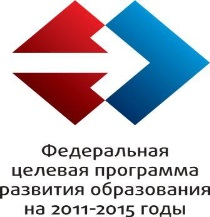 Федеральная
целевая программа
развития образования
на 2011-2015 годы